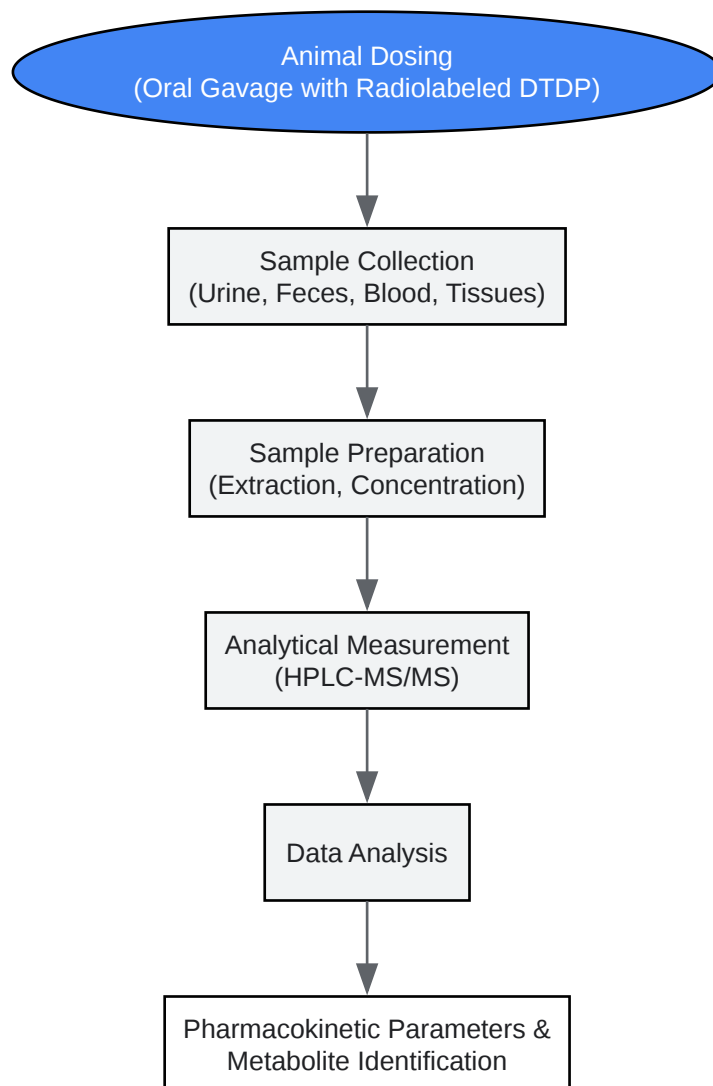 Animal Dosing
(Oral Gavage with Radiolabeled DTDP)
Sample Collection
(Urine, Feces, Blood, Tissues)
Sample Preparation
(Extraction, Concentration)
Analytical Measurement
(HPLC-MS/MS)
Data Analysis
Pharmacokinetic Parameters &
Metabolite Identification